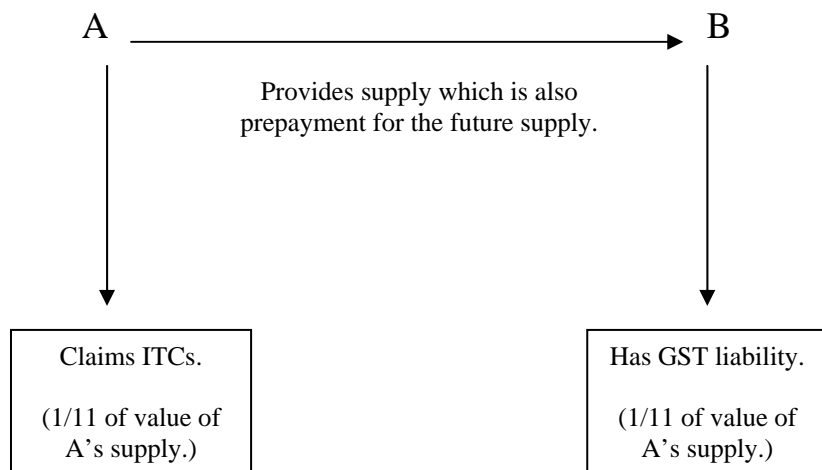 A
B
Provides supply which is also
prepayment for the future supply.
Claims ITCs.
(1/11 of value of
A’s supply.)
Has GST liability.
(1/11 of value of
A’s supply.)